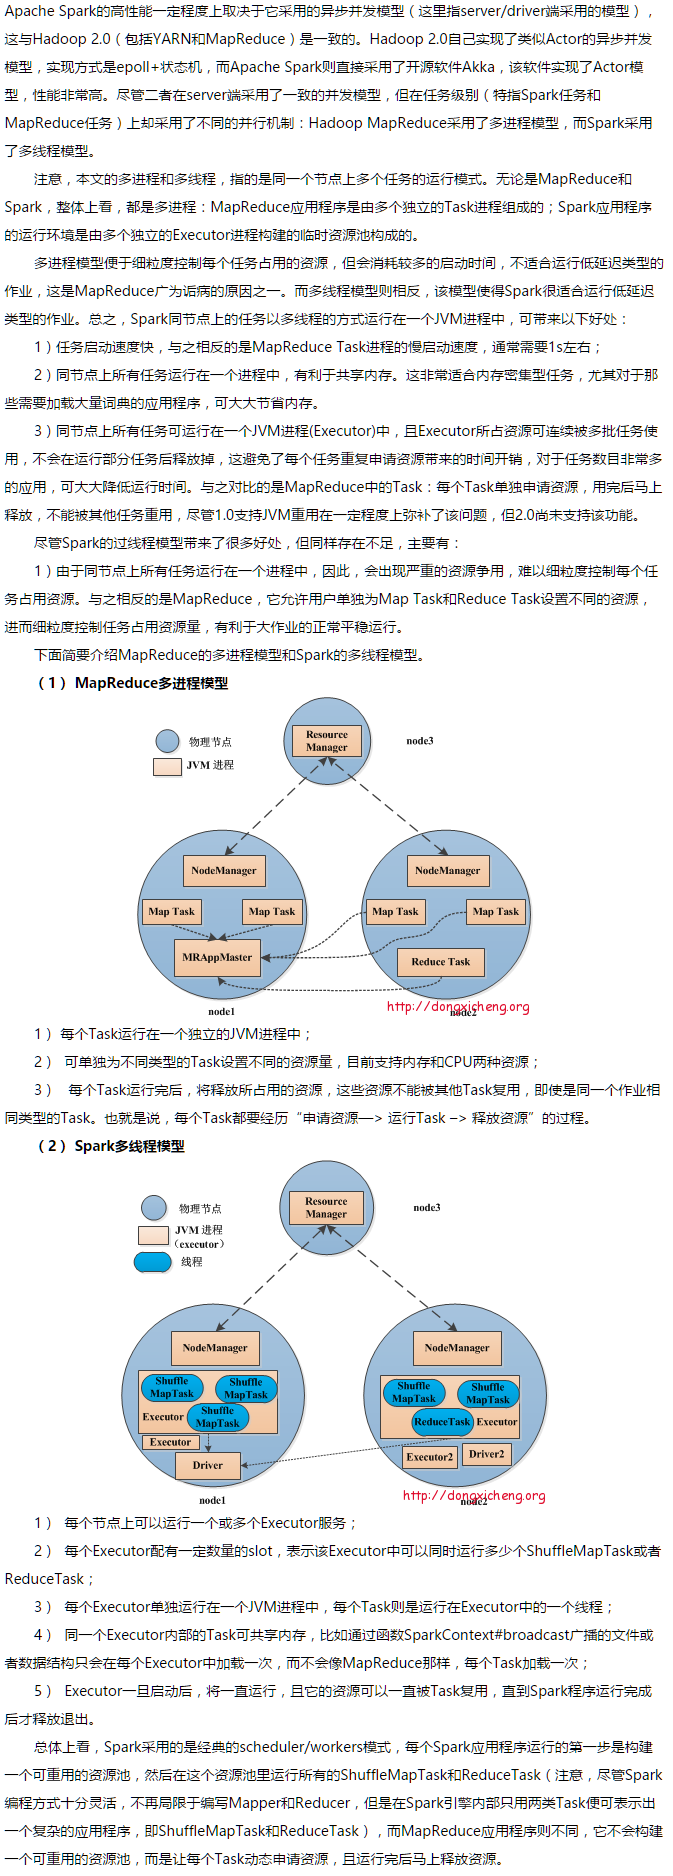 Apache Spark的高性能一定程度上取决于它采用的异步并发模型（这里指server/driver端采用的模型），
这与Hadoop 2.0（包括YARN和MapReduce）是一致的。Hadoop 2.0自己实现了类似Actor的异步并发
模型，实现方式是epoll+状态机，而Apache Spark则直接采用了开源软件Akka，该软件实现了Actor模
型，性能非常高。尽管二者在server端采用了一致的并发模型，但在任务级别（特指Spark任务和
MapReduce任务）上却采用了不同的并行机制：Hadoop MapReduce采用了多进程模型，而Spark采用
了多线程模型。
注意，本文的多进程和多线程，指的是同一个节点上多个任务的运行模式。无论是MapReduce和
Spark，整体上看，都是多进程：MapReduce应用程序是由多个独立的Task进程组成的；Spark应用程序
的运行环境是由多个独立的Executor进程构建的临时资源池构成的。
多进程模型便于细粒度控制每个任务占用的资源，但会消耗较多的启动时间，不适合运行低延迟类型的
作业，这是MapReduce广为诟病的原因之一。而多线程模型则相反，该模型使得Spark很适合运行低延迟
类型的作业。总之，Spark同节点上的任务以多线程的方式运行在一个JVM进程中，可带来以下好处：
1）任务启动速度快，与之相反的是MapReduce Task进程的慢启动速度，通常需要1s左右；
2）同节点上所有任务运行在一个进程中，有利于共享内存。这非常适合内存密集型任务，尤其对于那
些需要加载大量词典的应用程序，可大大节省内存。
3）同节点上所有任务可运行在一个JVM进程(Executor)中，且Executor所占资源可连续被多批任务使
用，不会在运行部分任务后释放掉，这避免了每个任务重复申请资源带来的时间开销，对于任务数目非常多
的应用，可大大降低运行时间。与之对比的是MapReduce中的Task：每个Task单独申请资源，用完后马上
释放，不能被其他任务重用，尽管1.0支持JVM重用在一定程度上弥补了该问题，但2.0尚未支持该功能。
尽管Spark的过线程模型带来了很多好处，但同样存在不足，主要有：
1）由于同节点上所有任务运行在一个进程中，因此，会出现严重的资源争用，难以细粒度控制每个任
务占用资源。与之相反的是MapReduce，它允许用户单独为Map Task和Reduce Task设置不同的资源，
进而细粒度控制任务占用资源量，有利于大作业的正常平稳运行。
下面简要介绍MapReduce的多进程模型和Spark的多线程模型。
（1） MapReduce多进程模型
物理节点
JVM 进程
Resource
Manager
node3
NodeManager
NodeManager
Map Task
Map Task
Map Task
Map Task
MRAppMaster
Reduce Task
node1
node2
http://dongxicheng.org
1）每个Task运行在一个独立的JVM进程中；
2） 可单独为不同类型的Task设置不同的资源量，目前支持内存和CPU两种资源；
3） 每个Task运行完后，将释放所占用的资源，这些资源不能被其他Task复用，即使是同一个作业相
同类型的Task。也就是说，每个Task都要经历“申请资源—> 运行Task –> 释放资源”的过程。
（2） Spark多线程模型
物理节点
JVM 进程
（executor）
线程
Resource
Manager
node3
NodeManager
NodeManager
Shuffle
MapTask
Shuffle
MapTask
Executor
Shuffle
MapTask
Executor
Driver
Shuffle
MapTask
Shuffle
MapTask
ReduceTask
Executor
Executor2
Driver2
node1
node2
http://dongxicheng.org
1） 每个节点上可以运行一个或多个Executor服务；
2） 每个Executor配有一定数量的slot，表示该Executor中可以同时运行多少个ShuffleMapTask或者
ReduceTask；
3） 每个Executor单独运行在一个JVM进程中，每个Task则是运行在Executor中的一个线程；
4） 同一个Executor内部的Task可共享内存，比如通过函数SparkContext#broadcast广播的文件或
者数据结构只会在每个Executor中加载一次，而不会像MapReduce那样，每个Task加载一次；
5） Executor一旦启动后，将一直运行，且它的资源可以一直被Task复用，直到Spark程序运行完成
后才释放退出。
总体上看，Spark采用的是经典的scheduler/workers模式，每个Spark应用程序运行的第一步是构建
一个可重用的资源池，然后在这个资源池里运行所有的ShuffleMapTask和ReduceTask（注意，尽管Spark
编程方式十分灵活，不再局限于编写Mapper和Reducer，但是在Spark引擎内部只用两类Task便可表示出
一个复杂的应用程序，即ShuffleMapTask和ReduceTask），而MapReduce应用程序则不同，它不会构建
一个可重用的资源池，而是让每个Task动态申请资源，且运行完后马上释放资源。